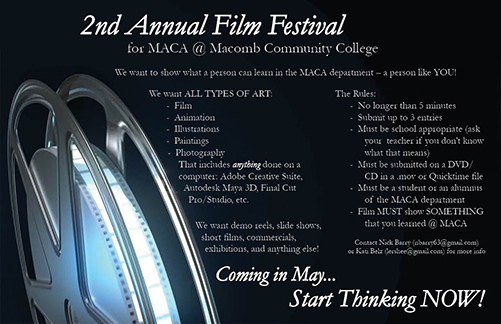 2nd Annual Film Festival
for MACA @ Macomb Community College
We want to show what a person can learn in the MACA department – a person like YOU!
We want ALL TYPES OF ART:
- Film
- Animation
- Illustrations
- Paintings
- Photography
That includes anything done on a
computer: Adobe Creative Suite,
Autodesk Maya 3D, Final Cut
Pro/Studio, etc.
We want demo reels, slide shows,
short films, commercials,
exhibitions, and anything else!
The Rules:
- No longer than 5 minutes
- Submit up to 3 entries
- Must be school appropriate (ask
your teacher if you don't know
what that means)
- Must be submitted on a DVD/
CD in a .mov or Quicktime file
- Must be a student or an alumnus
of the MACA department
- Film MUST show SOMETHING
that you learned @ MACA
Contact Nick Barry (nbarry63@gmail.com)
or Kati Belz (leeshee@gmail.com) for more info
Coming in May...
Start Thinking NOW!